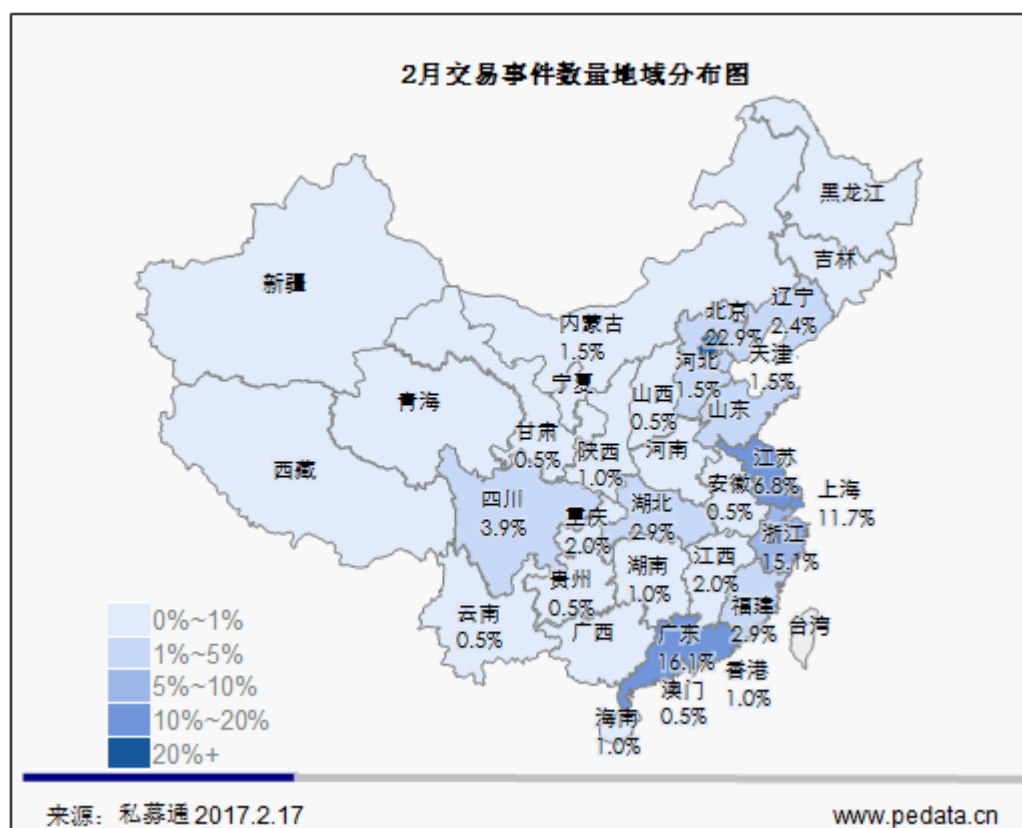 2月交易事件数量地域分布图
黑龙江
吉林
辽宁
2.4%
新疆
内蒙古
1.5%
北京
22.9%
天津
1.5%
河北
1.5%
宁夏
山西
0.5%
山东
青海
甘肃
0.5%
陕西
1.0%
河南
江苏
6.8%
西藏
四川
3.9%
重庆
2.0%
湖北
2.9%
安徽
0.5%
上海
11.7%
浙江
15.1%
湖南
1.0%
江西
2.0%
贵州
0.5%
福建
2.9%
云南
0.5%
广西
广东
16.1%
台湾
香港
1.0%
澳门
0.5%
海南
1.0%
0%~1%
1%~5%
5%~10%
10%~20%
20%+
来源：私募通 2017.2.17
www.pedata.cn